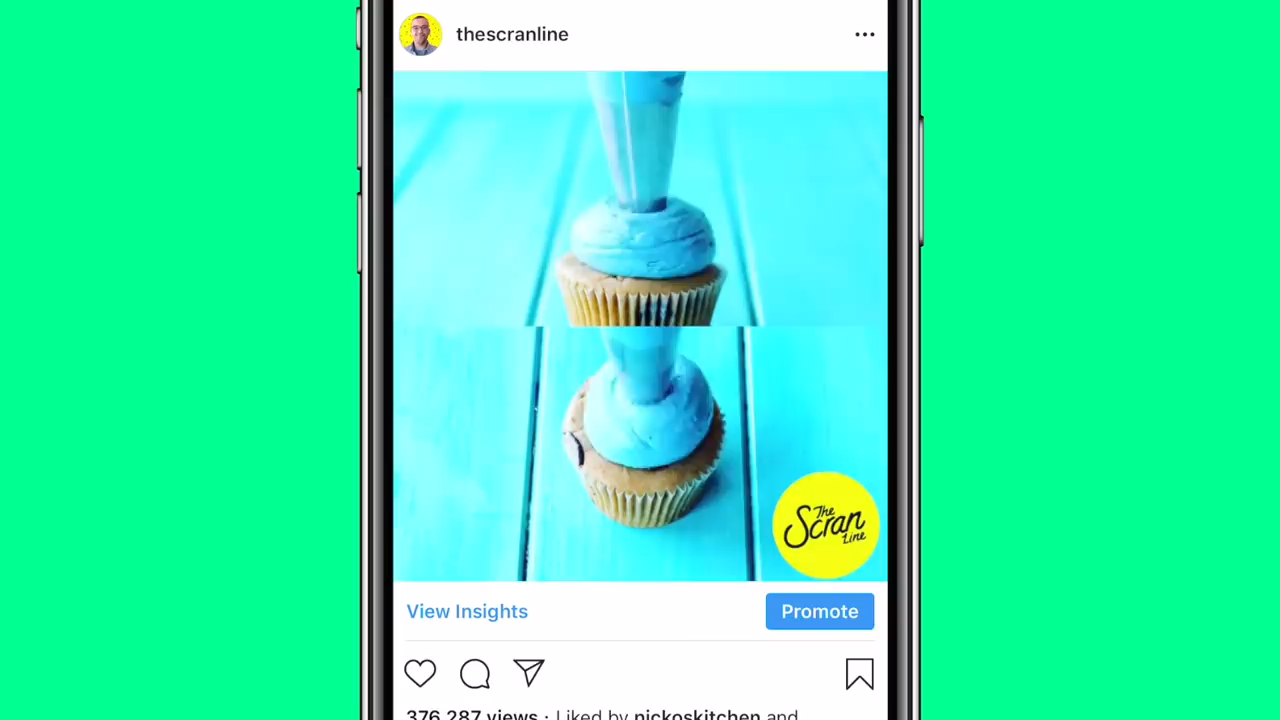 thescranline
The
Scran
Line
View Insights
Promote
376,287 views · Liked by nickoskitchen and